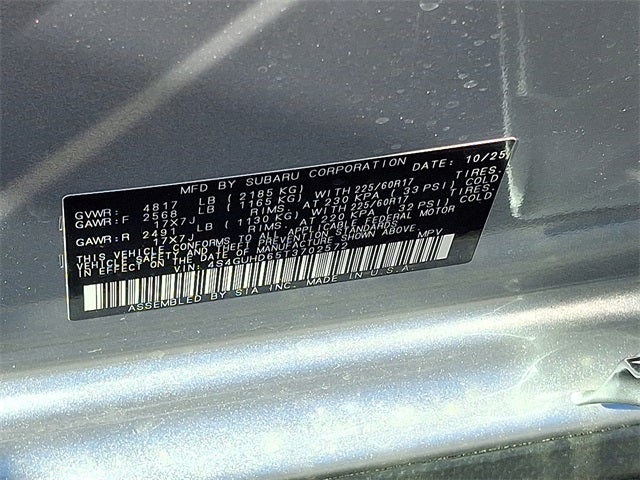 MFD BY SUBARU CORPORATION DATE: 10/25
GVWR: 4817 LB (2185 KG)
GAWR:F 2568 LB (1165 KG) WITH 225/60R17 TIRES.
17X7J RIMS. AT 230 KPA (33 PSI) COLD
GAWR:R 2491 LB (1130 KG) WITH 225/60R17 TIRES.
17X7J RIMS. AT 220 KPA (32 PSI) COLD
THIS VEHICLE CONFORMS TO ALL APPLICABLE FEDERAL MOTOR
VEHICLE SAFETY AND THEFT PREVENTION STANDARDS
IN EFFECT ON THE DATE OF MANUFACTURE SHOWN ABOVE.
VIN: 4S4GUHD65T3702572 MPV
ASSEMBLED BY SIA INC. MADE IN U.S.A.